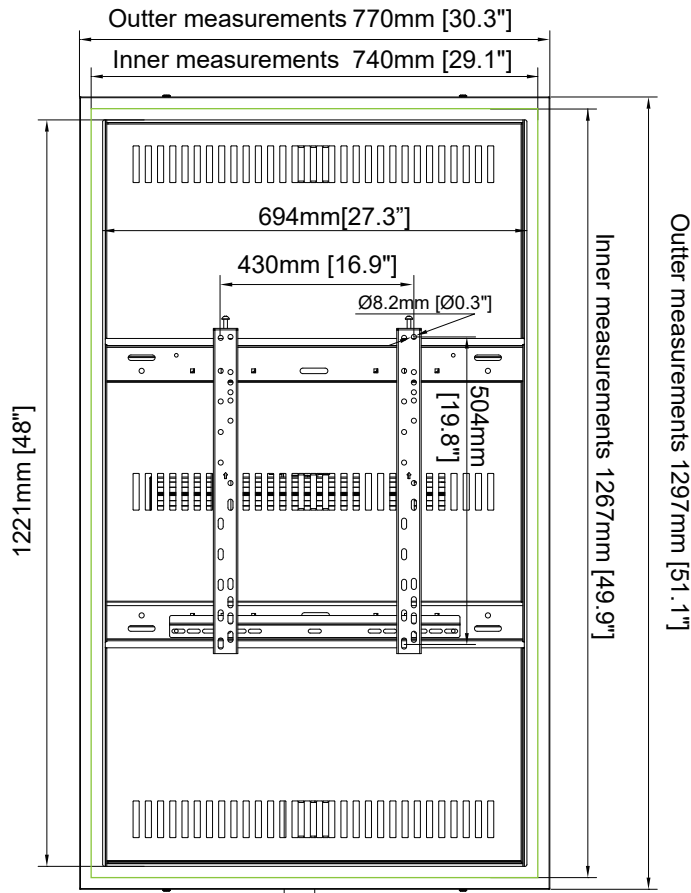 Outter measurements 770mm [30.3"]
Inner measurements 740mm [29.1"]
694mm[27.3”]
430mm [16.9"]
Ø8.2mm [Ø0.3"]
504mm
[19.8"]
1221mm [48"]
Inner measurements 1267mm [49.9"]
Outter measurements 1297mm [51.1"]